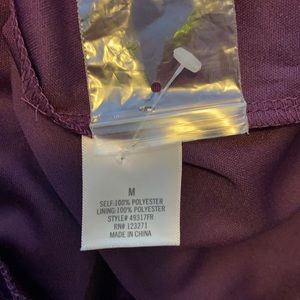 M
SELF:100% POLYESTER
LINING:100% POLYESTER
STYLE# 49317FR
RN# 123271
MADE IN CHINA